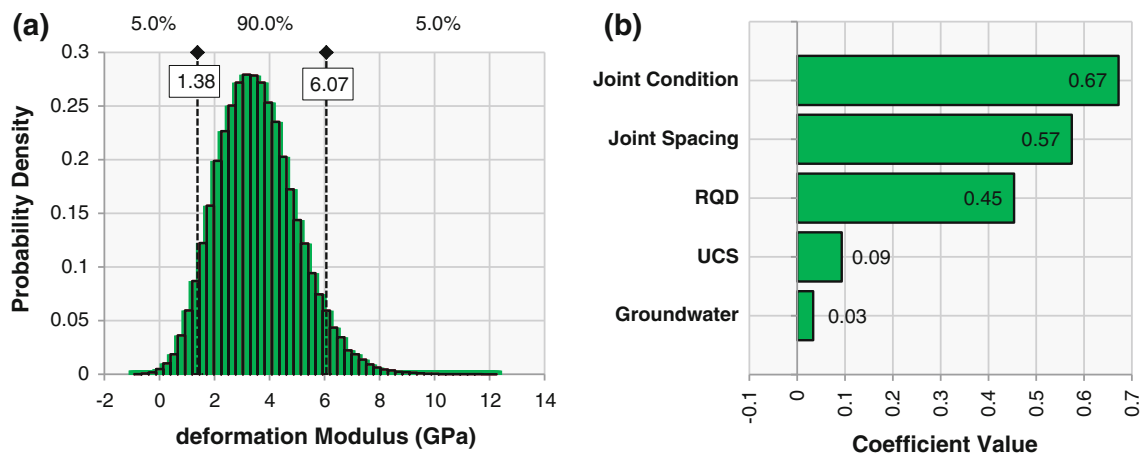 (a)
5.0% 90.0% 5.0%
0.3
0.25
0.2
0.15
0.1
0.05
0
Probability Density
1.38
6.07
-2 0 2 4 6 8 10 12 14
deformation Modulus (GPa)
(b)
Joint Condition 0.67
Joint Spacing 0.57
RQD 0.45
UCS 0.09
Groundwater 0.03
-0.1 0 0.1 0.2 0.3 0.4 0.5 0.6 0.7
Coefficient Value